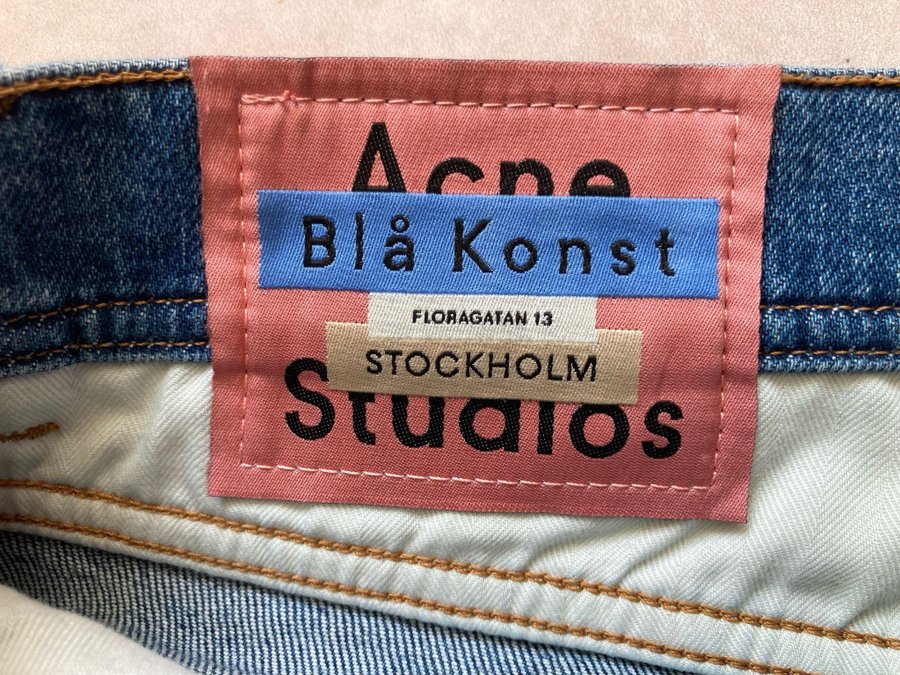 Acne
Blå Konst
FLORAGATAN 13
STOCKHOLM
Studios